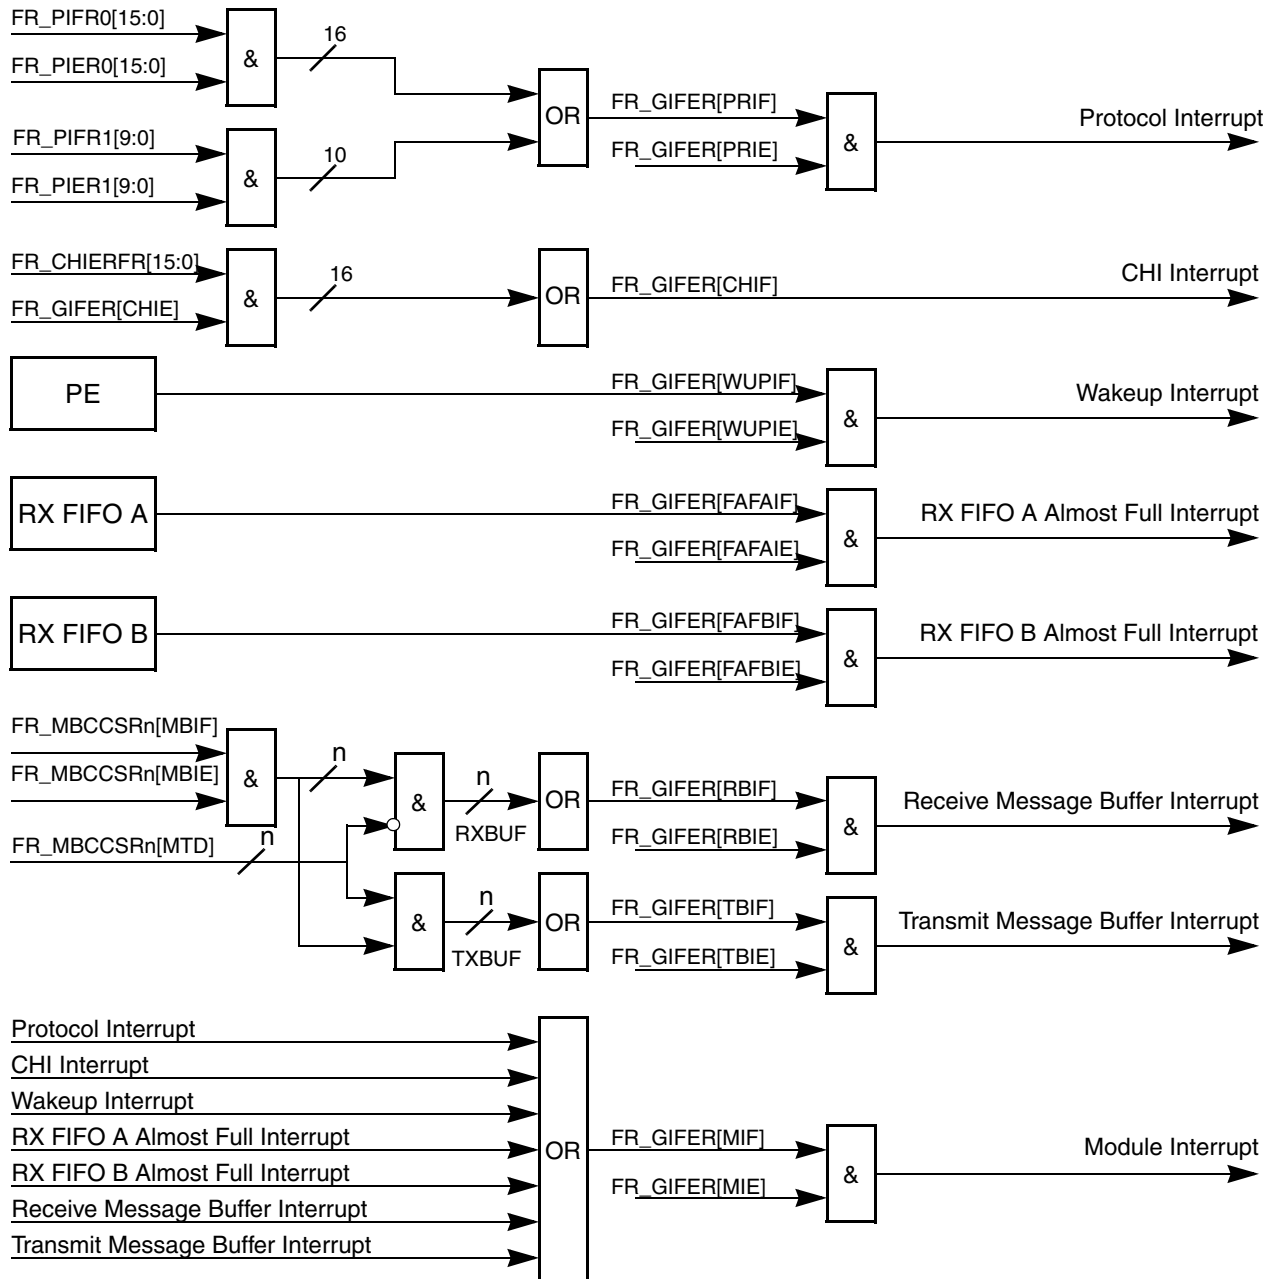 FR_PIFR0[15:0]
FR_PIER0[15:0]
&
16
FR_PIFR1[9:0]
FR_PIER1[9:0]
&
10
OR
FR_GIFER[PRIF]
FR_GIFER[PRIE]
&
Protocol Interrupt
FR_CHIERFR[15:0]
FR_GIFER[CHIE]
&
16
OR
FR_GIFER[CHIF]
CHI Interrupt
PE
FR_GIFER[WUPIF]
FR_GIFER[WUPIE]
&
Wakeup Interrupt
RX FIFO A
FR_GIFER[FAFAIF]
FR_GIFER[FAFAIE]
&
RX FIFO A Almost Full Interrupt
RX FIFO B
FR_GIFER[FAFBIF]
FR_GIFER[FAFBIE]
&
RX FIFO B Almost Full Interrupt
FR_MBCCSRn[MBIF]
FR_MBCCSRn[MBIE]
&
n
FR_MBCCSRn[MTD]
n
&
n
RXBUF
OR
FR_GIFER[RBIF]
FR_GIFER[RBIE]
&
Receive Message Buffer Interrupt
&
n
TXBUF
OR
FR_GIFER[TBIF]
FR_GIFER[TBIE]
&
Transmit Message Buffer Interrupt
Protocol Interrupt
CHI Interrupt
Wakeup Interrupt
RX FIFO A Almost Full Interrupt
RX FIFO B Almost Full Interrupt
Receive Message Buffer Interrupt
Transmit Message Buffer Interrupt
OR
FR_GIFER[MIF]
FR_GIFER[MIE]
&
Module Interrupt